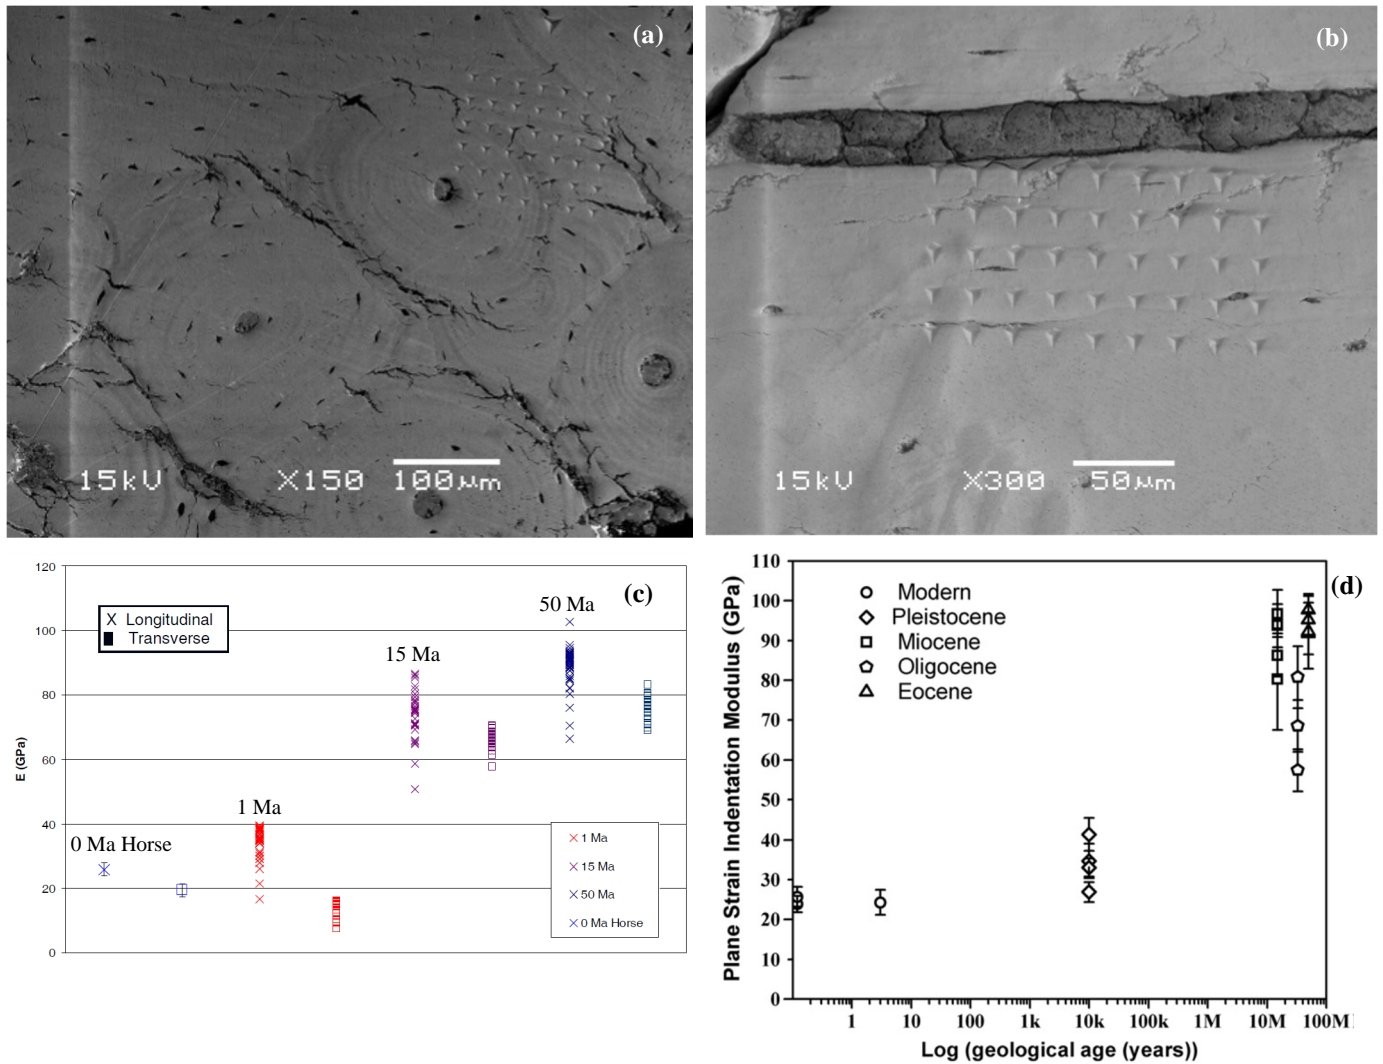 (a)
15kV X150 100µm
(b)
15kV X300 50µm
(c)
120
100
80
60
40
20
0
E (GPa)
X Longitudinal
Transverse
0 Ma Horse
1 Ma
15 Ma
50 Ma
1 Ma
15 Ma
50 Ma
0 Ma Horse
(d)
110
100
90
80
70
60
50
40
30
20
10
0
Plane Strain Indentation Modulus (GPa)
Modern
Pleistocene
Miocene
Oligocene
Eocene
1 10 100 1k 10k 100k 1M 10M 100M
Log (geological age (years))